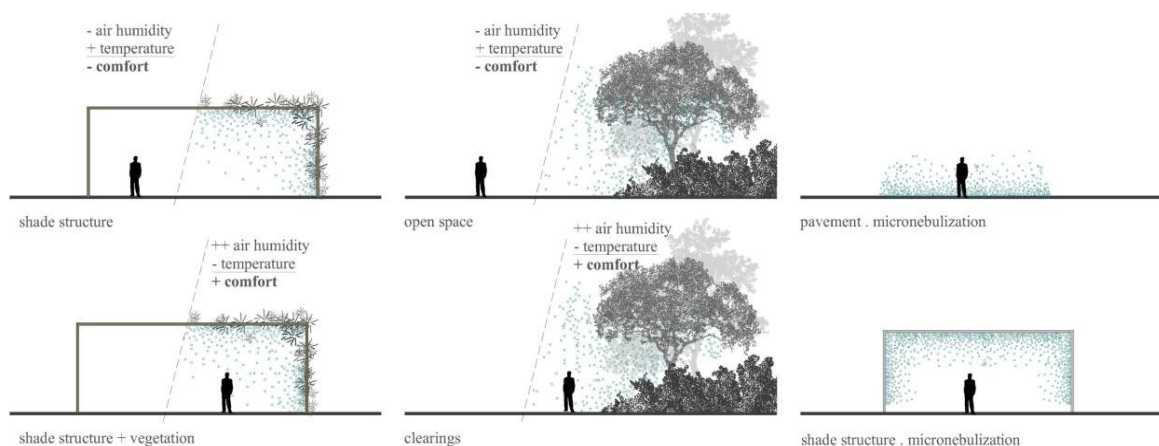 - air humidity
+ temperature
- comfort
- air humidity
+ temperature
- comfort
shade structure
open space
pavement . micronebulization
++ air humidity
- temperature
+ comfort
++ air humidity
- temperature
+ comfort
shade structure + vegetation
clearings
shade structure . micronebulization